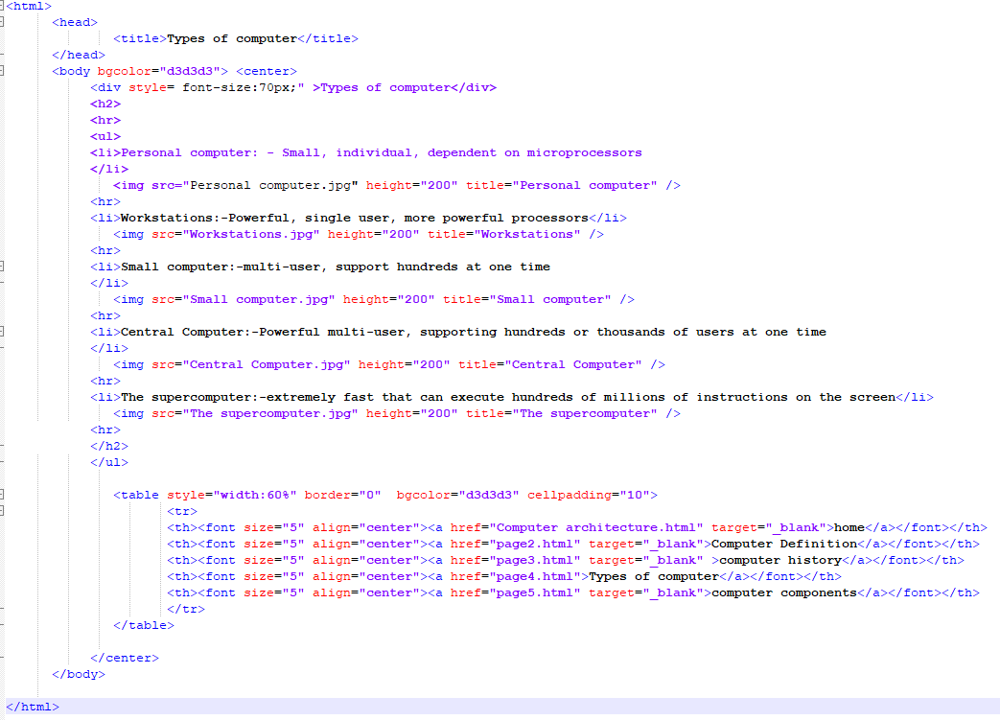 <html>
<head>
<title>Types of computer</title>
</head>
<body bgcolor="d3d3d3"> <center>
<div style= font-size:70px;" >Types of computer</div>
<h2>
<hr>
<ul>
<li>Personal computer: - Small, individual, dependent on microprocessors
</li>
<img src="Personal computer.jpg" height="200" title="Personal computer" />
<hr>
<li>Workstations:-Powerful, single user, more powerful processors</li>
<img src="Workstations.jpg" height="200" title="Workstations" />
<hr>
<li>Small computer:-multi-user, support hundreds at one time
</li>
<img src="Small computer.jpg" height="200" title="Small computer" />
<hr>
<li>Central Computer:-Powerful multi-user, supporting hundreds or thousands of users at one time
</li>
<img src="Central Computer.jpg" height="200" title="Central Computer" />
<hr>
<li>The supercomputer:-extremely fast that can execute hundreds of millions of instructions on the screen</li>
<img src="The supercomputer.jpg" height="200" title="The supercomputer" />
<hr>
</h2>
</ul>
<table style="width:60%" border="0"  bgcolor="d3d3d3" cellpadding="10">
<tr>
<th><font size="5" align="center"><a href="Computer architecture.html" target="_blank">home</a></font></th>
<th><font size="5" align="center"><a href="page2.html" target="_blank">Computer Definition</a></font></th>
<th><font size="5" align="center"><a href="page3.html" target="_blank" >computer history</a></font></th>
<th><font size="5" align="center"><a href="page4.html">Types of computer</a></font></th>
<th><font size="5" align="center"><a href="page5.html" target="_blank">computer components</a></font></th>
</tr>
</table>
</center>
</body>
</html>